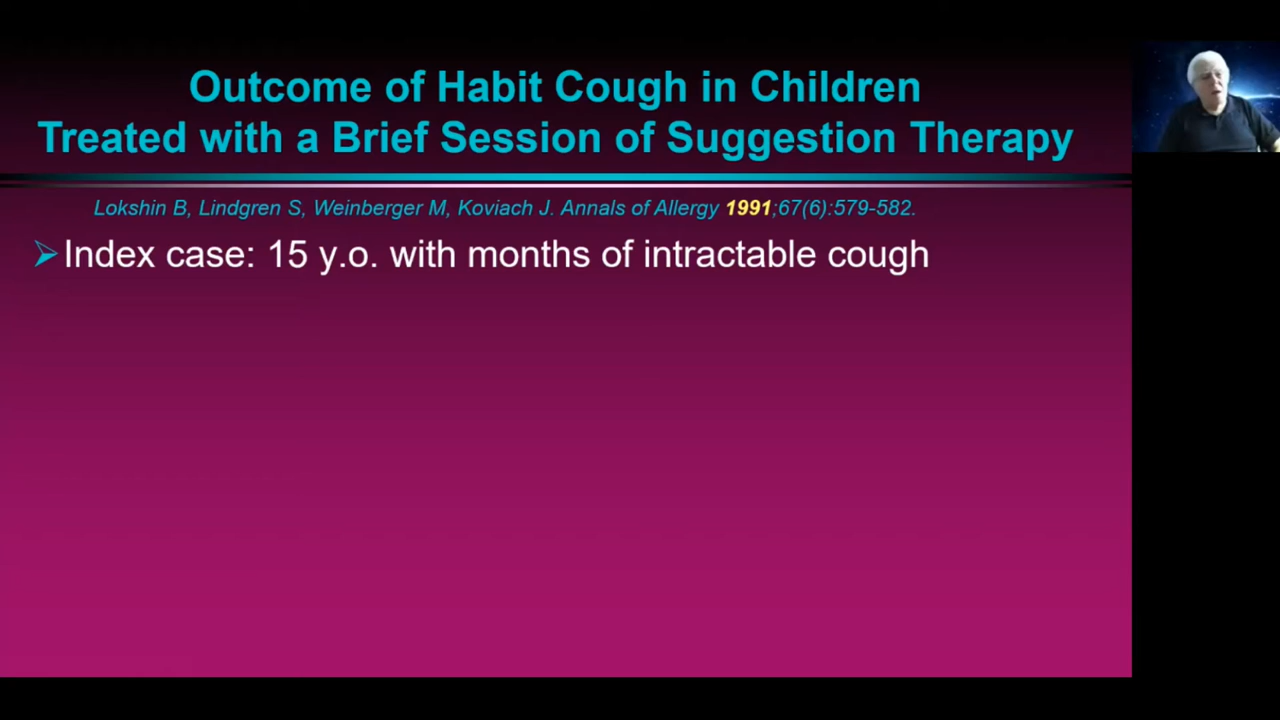 Outcome of Habit Cough in Children
Treated with a Brief Session of Suggestion Therapy
Lokshin B, Lindgren S, Weinberger M, Koviach J. Annals of Allergy 1991;67(6):579-582.
Index case: 15 y.o. with months of intractable cough